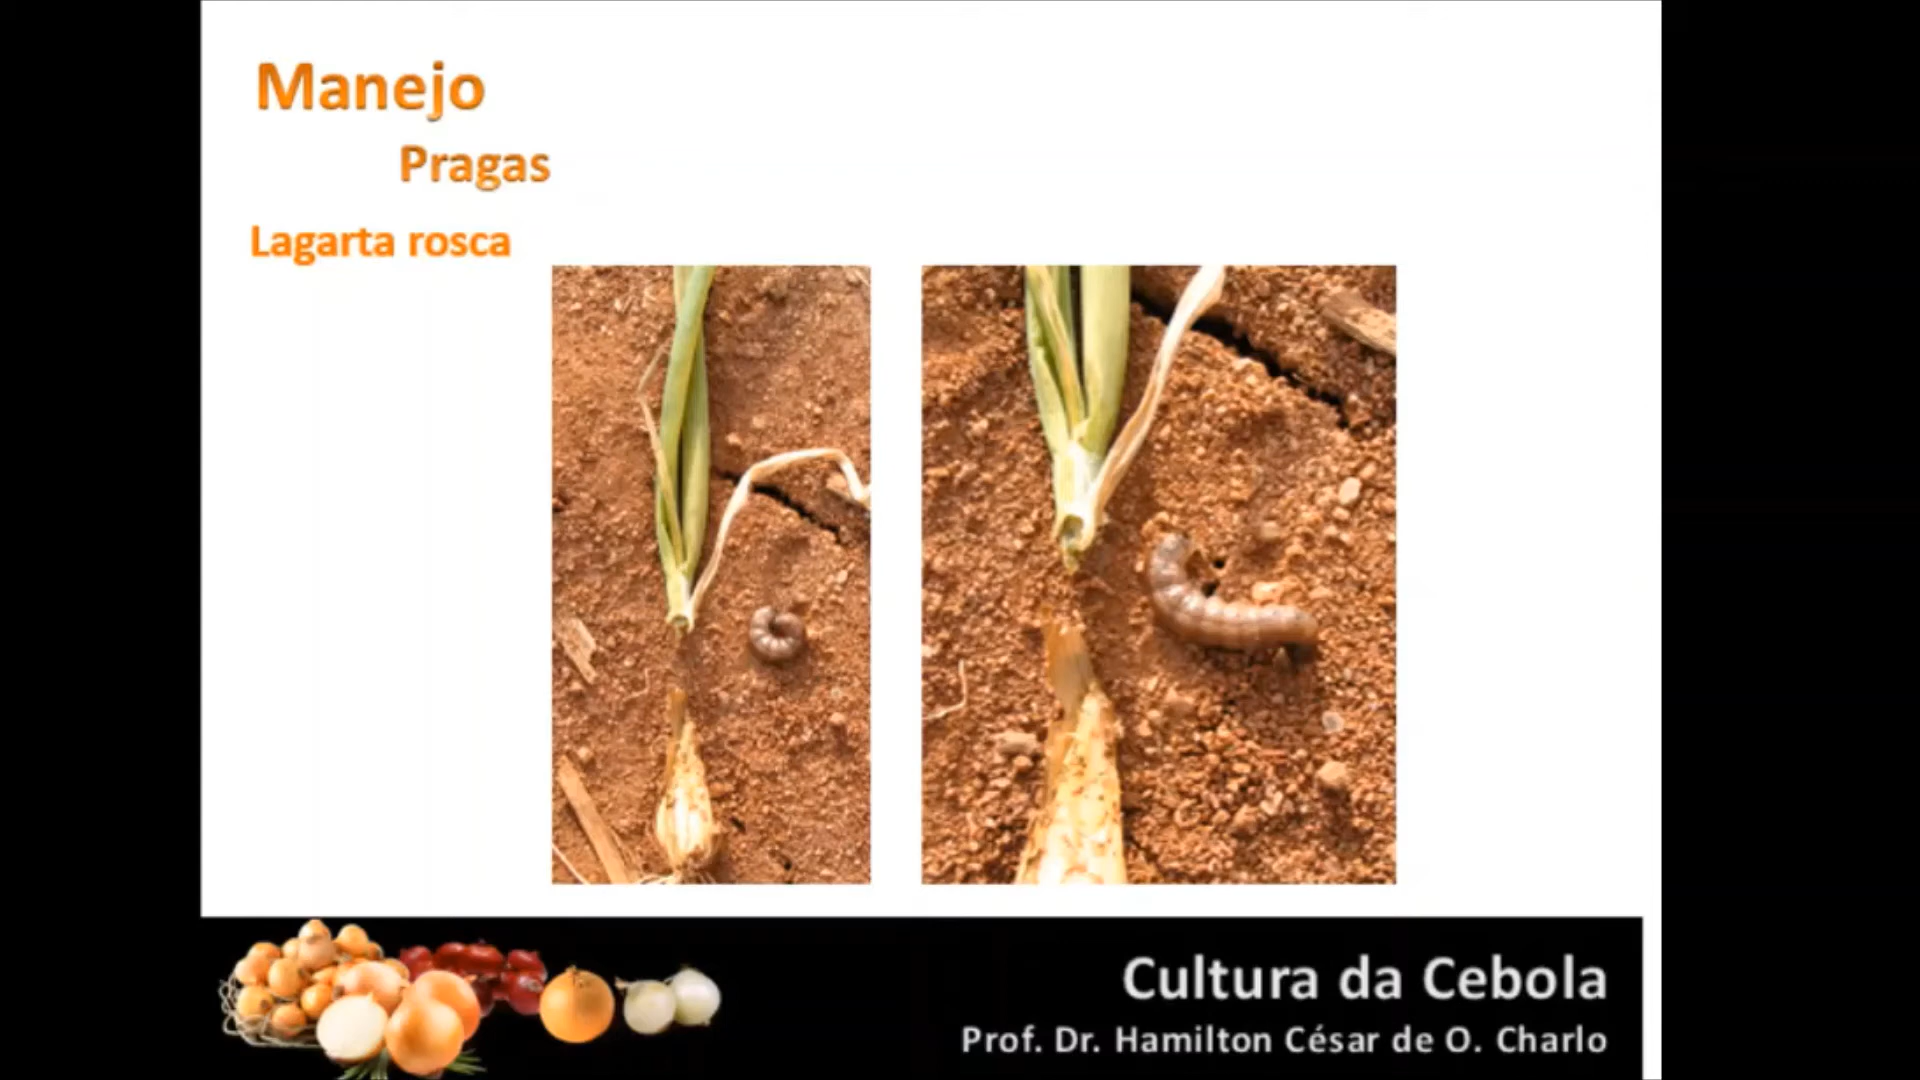 Manejo
Pragas
Lagarta rosca
Cultura da Cebola
Prof. Dr. Hamilton César de O. Charlo